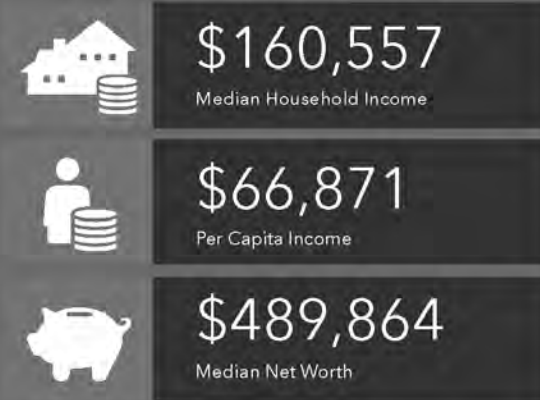 $160,557
Median Household Income
$66,871
Per Capita Income
$489,864
Median Net Worth